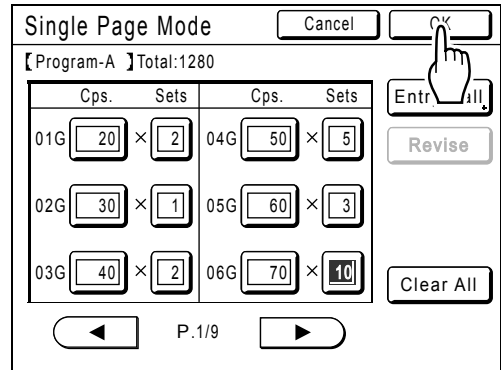 Single Page Mode Cancel
【Program-A 】Total:1280
Cps. Sets Cps. Sets
01G 20 × 2 04G 50 × 5
Revise
02G 30 × 1 05G 60 × 3
03G 40 × 2 06G 70 × 10
Clear All
◀ P.1/9 ▶